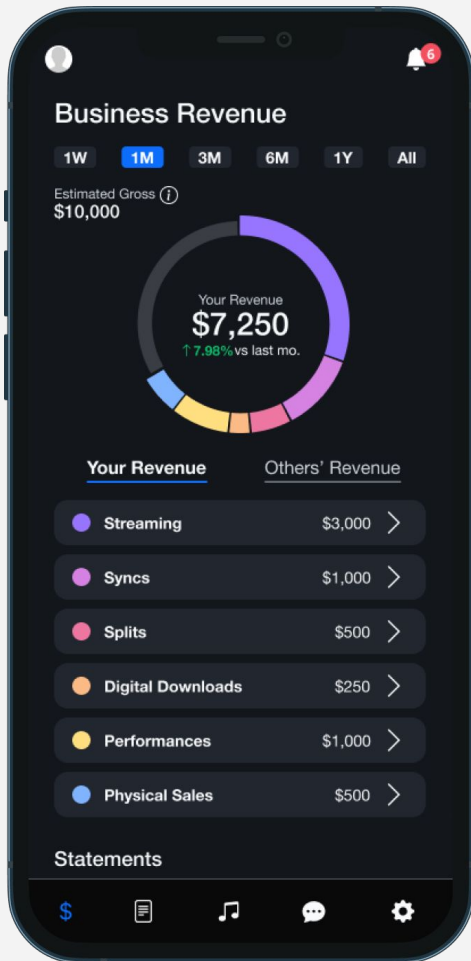 6
Business Revenue
1W 1M 3M 6M 1Y All
Estimated Gross i
$10,000
Your Revenue
$7,250
↑7.98% vs last mo.
Your Revenue Others' Revenue
Streaming $3,000
Syncs $1,000
Splits $500
Digital Downloads $250
Performances $1,000
Physical Sales $500
Statements
$